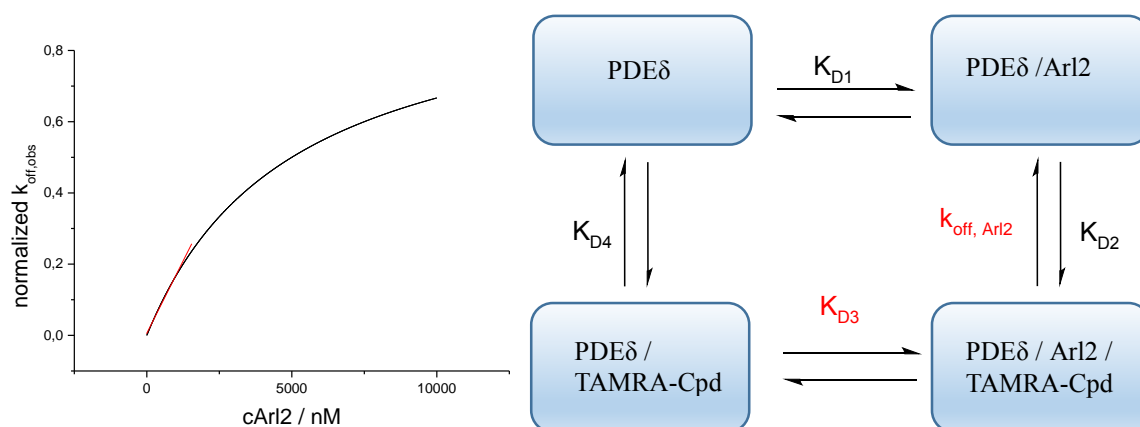 normalized k_off,obs
0,8
0,6
0,4
0,2
0,0
0
5000
10000
cArl2 / nM
PDEδ
K_D1
PDEδ /Arl2
K_D4
k_off, Arl2
K_D2
PDEδ /
TAMRA-Cpd
K_D3
PDEδ / Arl2 /
TAMRA-Cpd